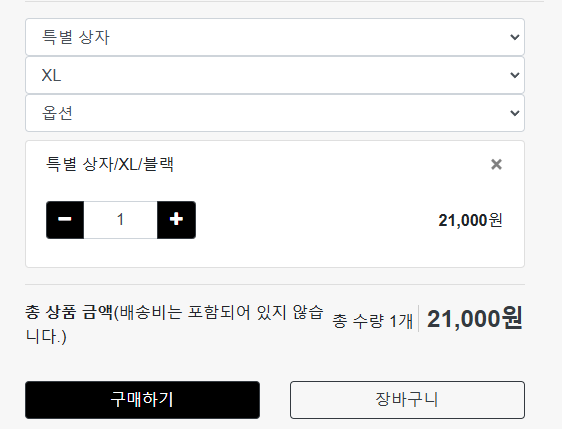 특별 상자
XL
옵션
특별 상자/XL/블랙
×
− 1 +
21,000원
총 상품 금액(배송비는 포함되어 있지 않습
니다.)
총 수량 1개
21,000원
구매하기
장바구니